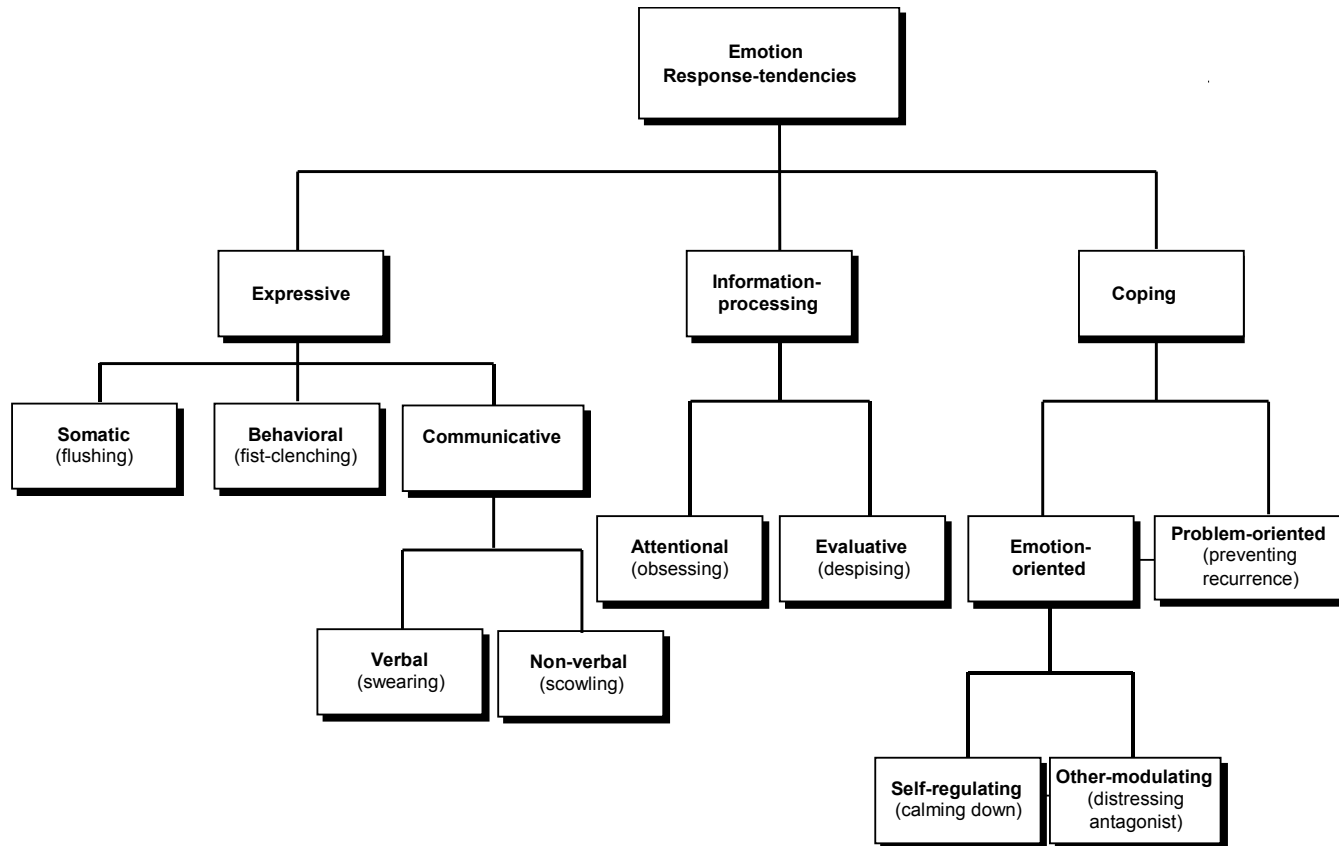 Emotion
Response-tendencies
Expressive
Information-
processing
Coping
Somatic
(flushing)
Behavioral
(fist-clenching)
Communicative
Attentional
(obsessing)
Evaluative
(despising)
Emotion-
oriented
Problem-oriented
(preventing
recurrence)
Verbal
(swearing)
Non-verbal
(scowling)
Self-regulating
(calming down)
Other-modulating
(distressing
antagonist)